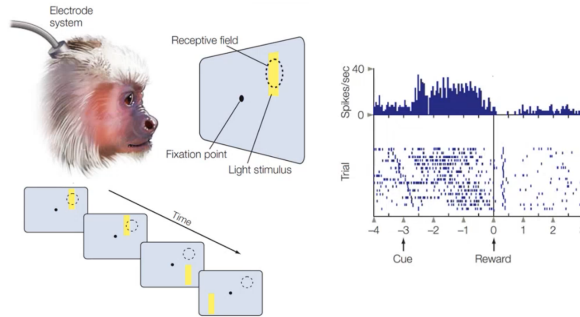 Electrode
system
Receptive field
Fixation point
Light stimulus
Time
Spikes/sec
50
0
Trial
−4 −3 −2 −1 0 1 2
Cue
Reward